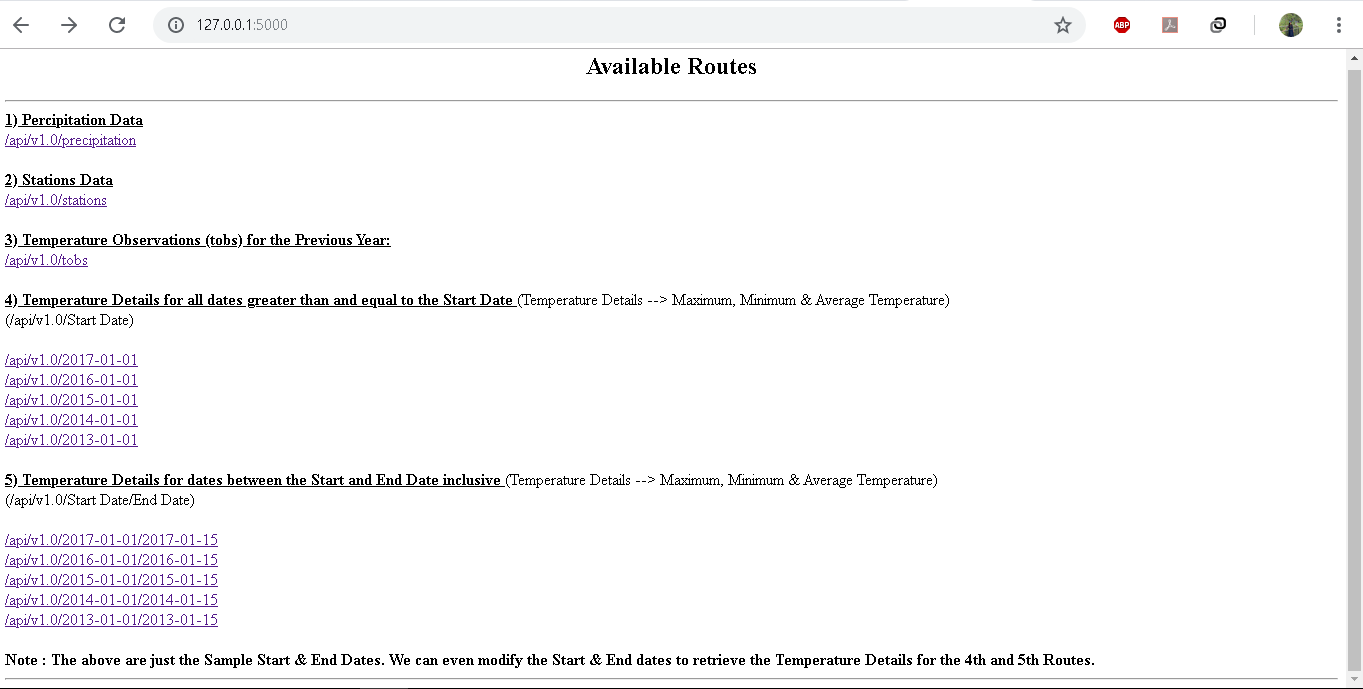 127.0.0.1:5000
ABP
Available Routes
1) Percipitation Data
/api/v1.0/precipitation
2) Stations Data
/api/v1.0/stations
3) Temperature Observations (tobs) for the Previous Year:
/api/v1.0/tobs
4) Temperature Details for all dates greater than and equal to the Start Date (Temperature Details --> Maximum, Minimum & Average Temperature)
(/api/v1.0/Start Date)
/api/v1.0/2017-01-01
/api/v1.0/2016-01-01
/api/v1.0/2015-01-01
/api/v1.0/2014-01-01
/api/v1.0/2013-01-01
5) Temperature Details for dates between the Start and End Date inclusive (Temperature Details --> Maximum, Minimum & Average Temperature)
(/api/v1.0/Start Date/End Date)
/api/v1.0/2017-01-01/2017-01-15
/api/v1.0/2016-01-01/2016-01-15
/api/v1.0/2015-01-01/2015-01-15
/api/v1.0/2014-01-01/2014-01-15
/api/v1.0/2013-01-01/2013-01-15
Note : The above are just the Sample Start & End Dates. We can even modify the Start & End dates to retrieve the Temperature Details for the 4th and 5th Routes.